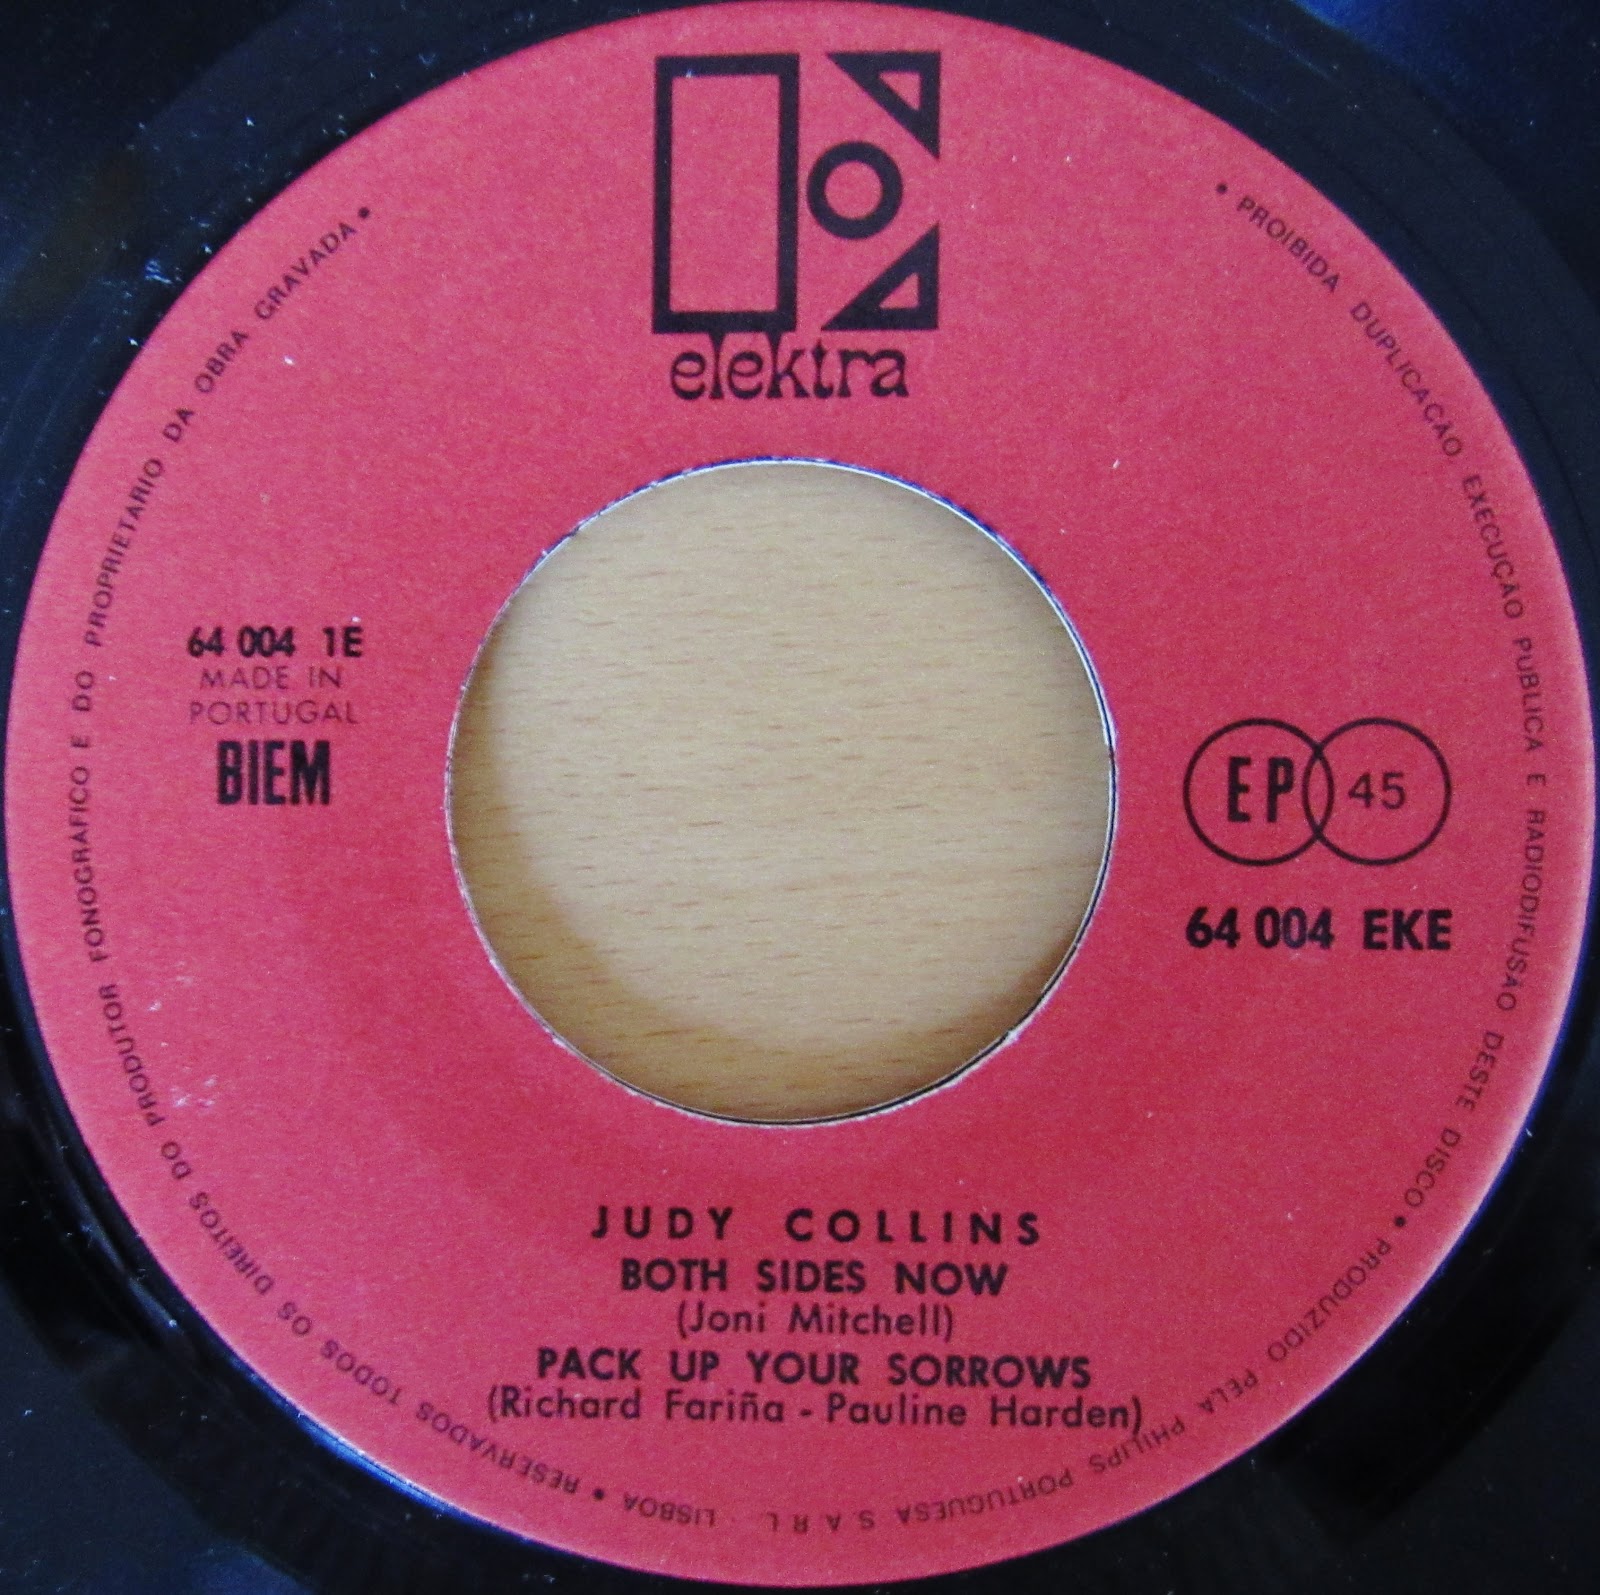 elektra
64 004 1E
MADE IN
PORTUGAL
BIEM
EP 45
64 004 EKE
JUDY COLLINS
BOTH SIDES NOW
(Joni Mitchell)
PACK UP YOUR SORROWS
(Richard Fariña - Pauline Harden)
• PROIBIDA DUPLICAÇÃO EXECUÇÃO PUBLICA E RADIODIFUSÃO DESTE DISCO • PRODUZIDO PELA PHILIPS PORTUGUESA S A R L - LISBOA • RESERVADOS TODOS OS DIREITOS DO PRODUTOR FONOGRÁFICO E DO PROPRIETARIO DA OBRA GRAVADA •